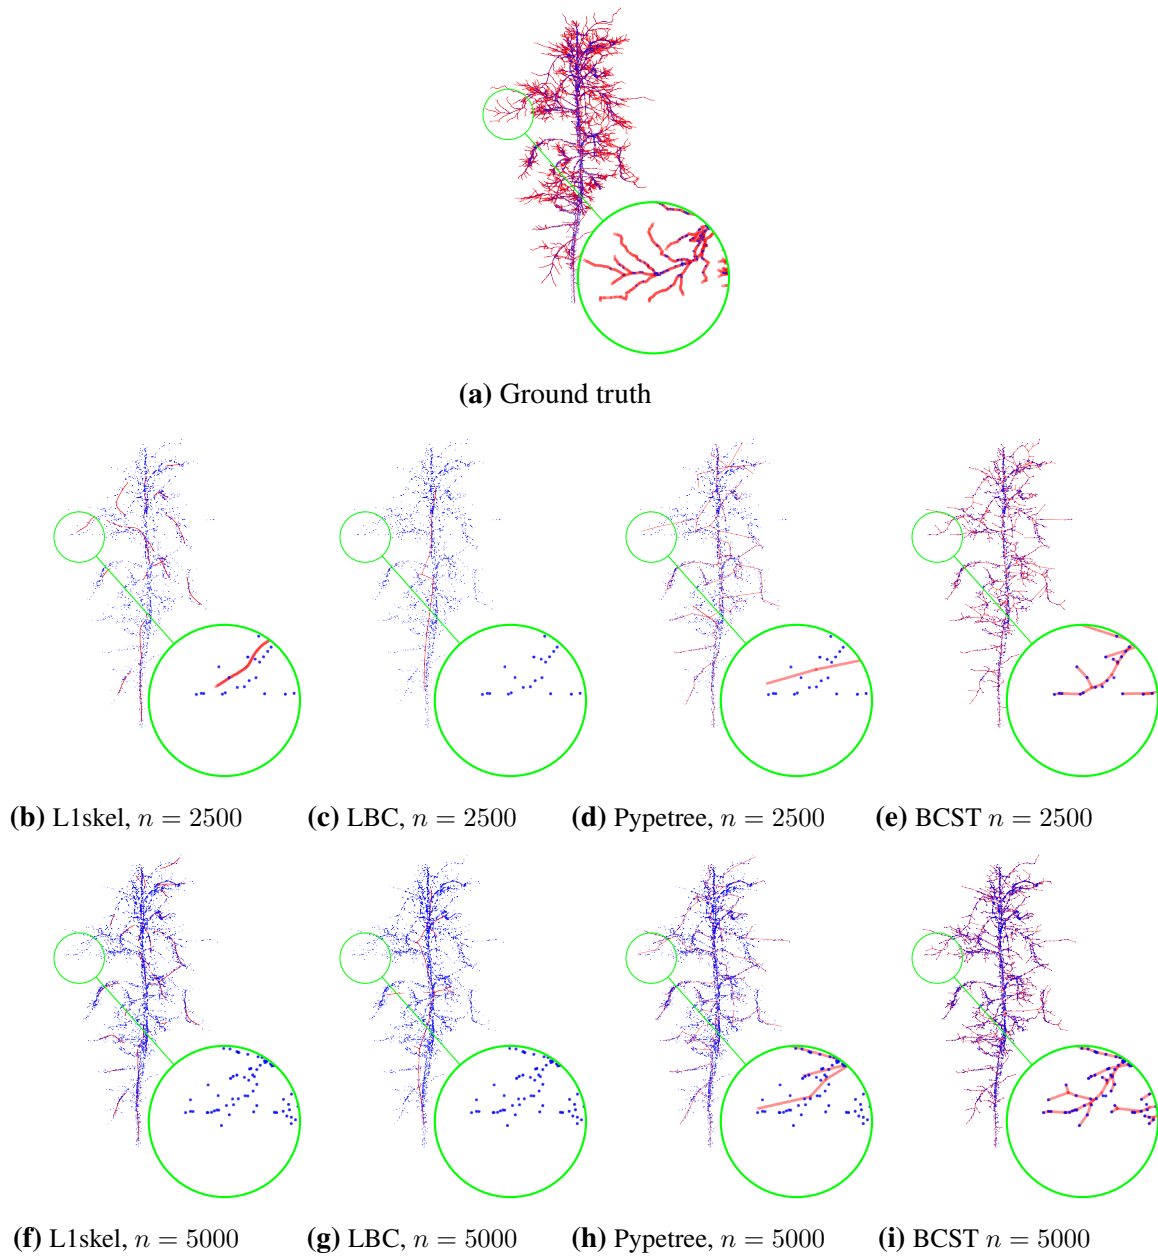 (a) Ground truth
(b) L1skel, n = 2500
(c) LBC, n = 2500
(d) Pypetree, n = 2500
(e) BCST n = 2500
(f) L1skel, n = 5000
(g) LBC, n = 5000
(h) Pypetree, n = 5000
(i) BCST n = 5000